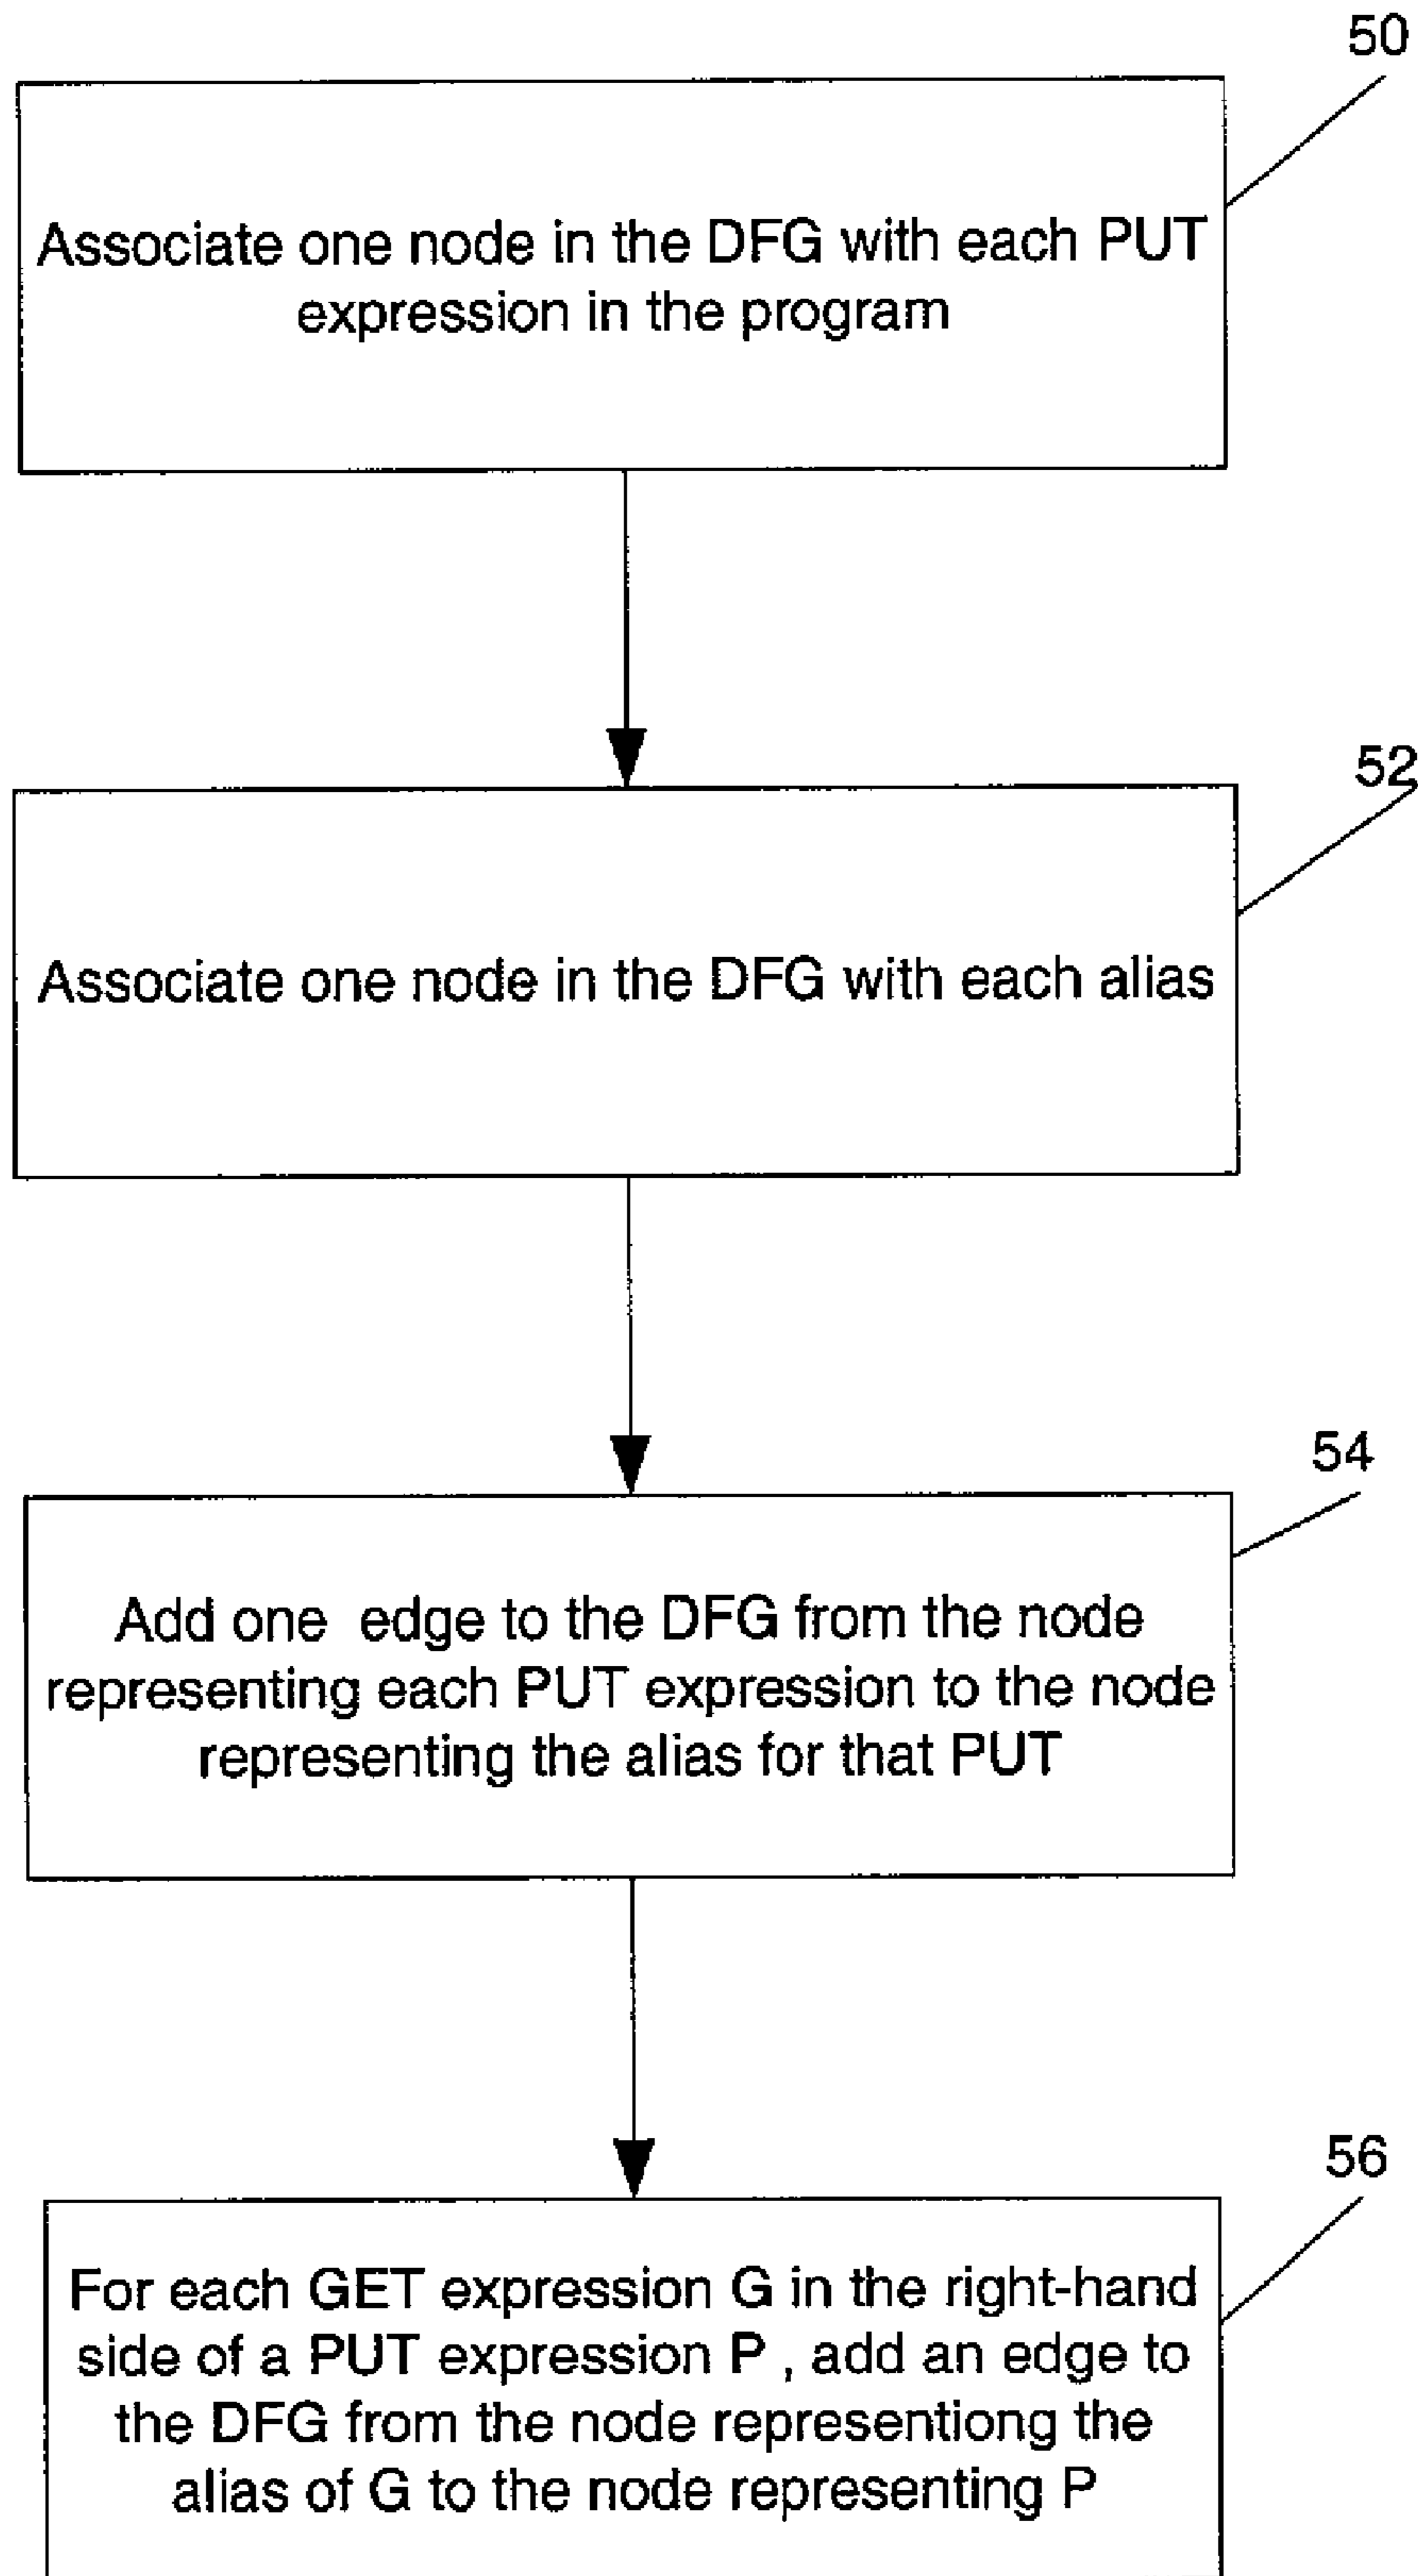 50
Associate one node in the DFG with each PUT
expression in the program
52
Associate one node in the DFG with each alias
54
Add one edge to the DFG from the node
representing each PUT expression to the node
representing the alias for that PUT
56
For each GET expression G in the right-hand
side of a PUT expression P , add an edge to
the DFG from the node representiong the
alias of G to the node representing P